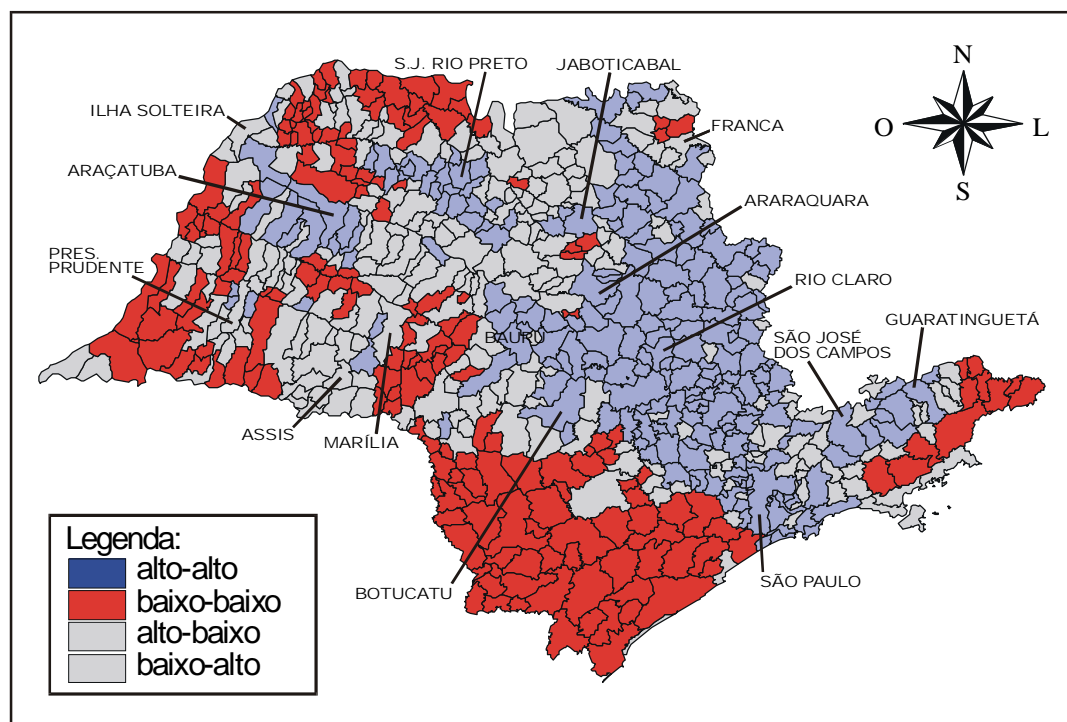 S.J. RIO PRETO
JABOTICABAL
N
ILHA SOLTEIRA
FRANCA
O
L
ARAÇATUBA
S
ARARAQUARA
PRES.
PRUDENTE
RIO CLARO
GUARATINGUETÁ
SÃO JOSÉ
DOS CAMPOS
BAURU
ASSIS
MARÍLIA
Legenda:
alto-alto
baixo-baixo
alto-baixo
baixo-alto
BOTUCATU
SÃO PAULO